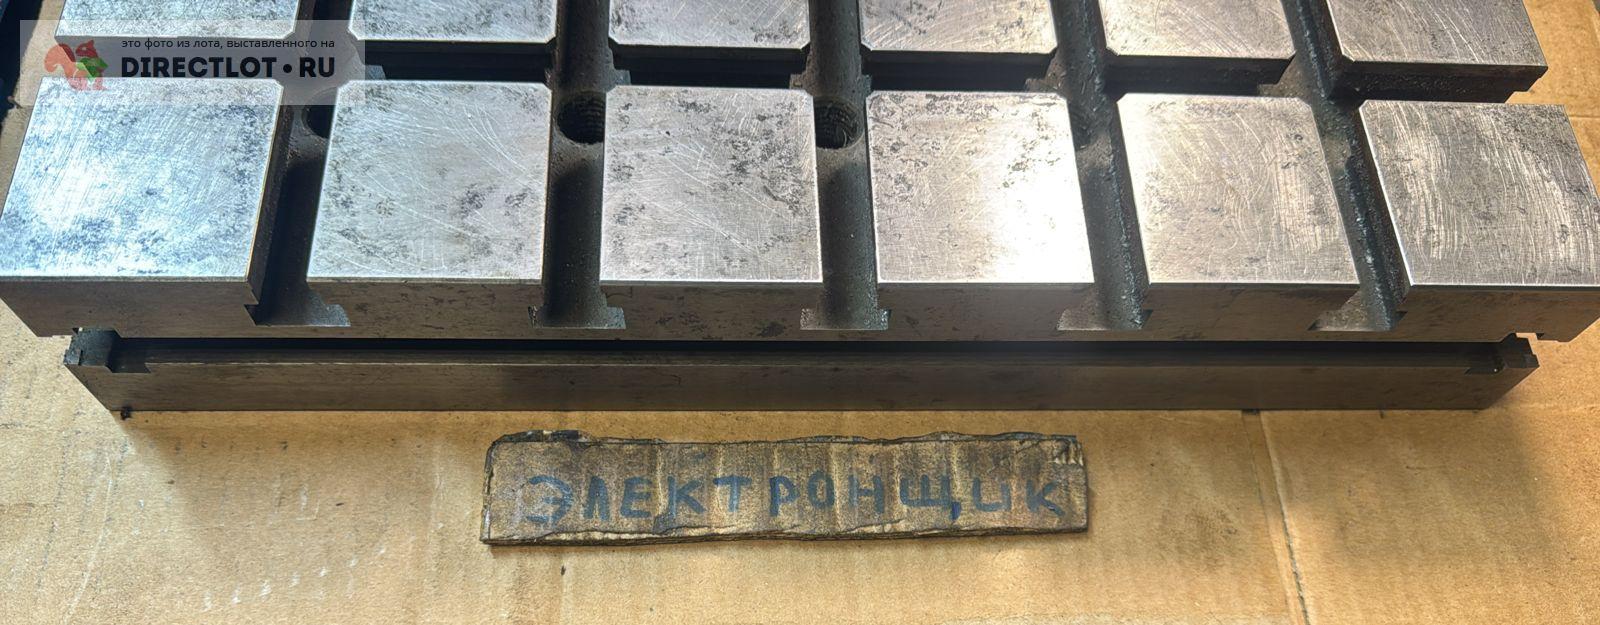 это фото из лота, выставленного на
DIRECTLOT.RU
ЭЛЕКТРОНЩИК